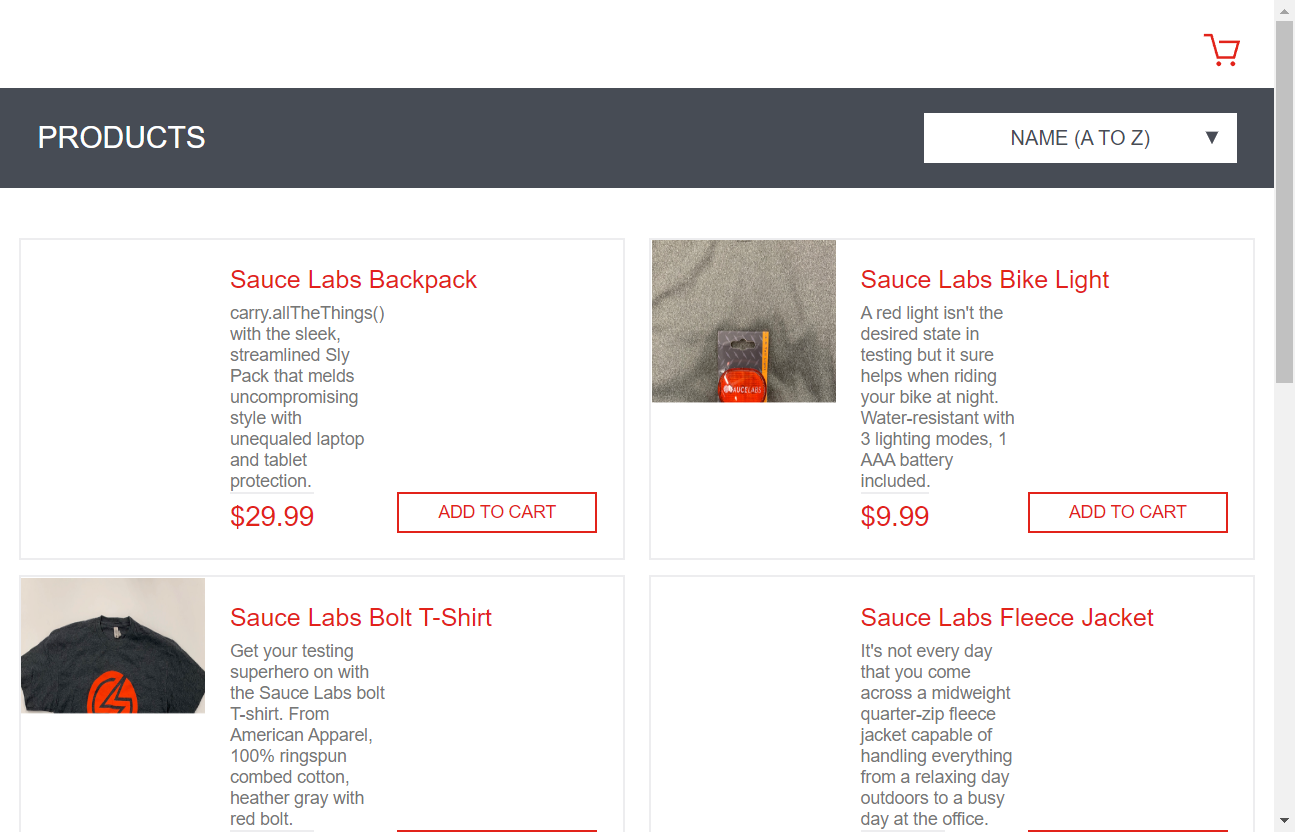 PRODUCTS
NAME (A TO Z)
Sauce Labs Backpack
carry.allTheThings()
with the sleek,
streamlined Sly
Pack that melds
uncompromising
style with
unequaled laptop
and tablet
protection.
$29.99
ADD TO CART
Sauce Labs Bike Light
A red light isn't the
desired state in
testing but it sure
helps when riding
your bike at night.
Water-resistant with
3 lighting modes, 1
AAA battery
included.
$9.99
ADD TO CART
Sauce Labs Bolt T-Shirt
Get your testing
superhero on with
the Sauce Labs bolt
T-shirt. From
American Apparel,
100% ringspun
combed cotton,
heather gray with
red bolt.
Sauce Labs Fleece Jacket
It's not every day
that you come
across a midweight
quarter-zip fleece
jacket capable of
handling everything
from a relaxing day
outdoors to a busy
day at the office.